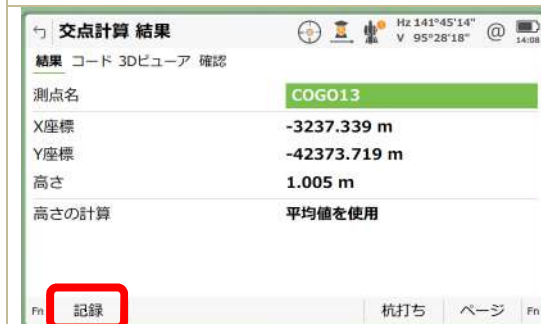 交点計算 結果
Hz 141°45'14"
V 95°28'18"
@
14:08
結果 コード 3Dビューア 確認
測点名 COGO13
X座標 -3237.339 m
Y座標 -42373.719 m
高さ 1.005 m
高さの計算 平均値を使用
Fn 記録 杭打ち ページ Fn